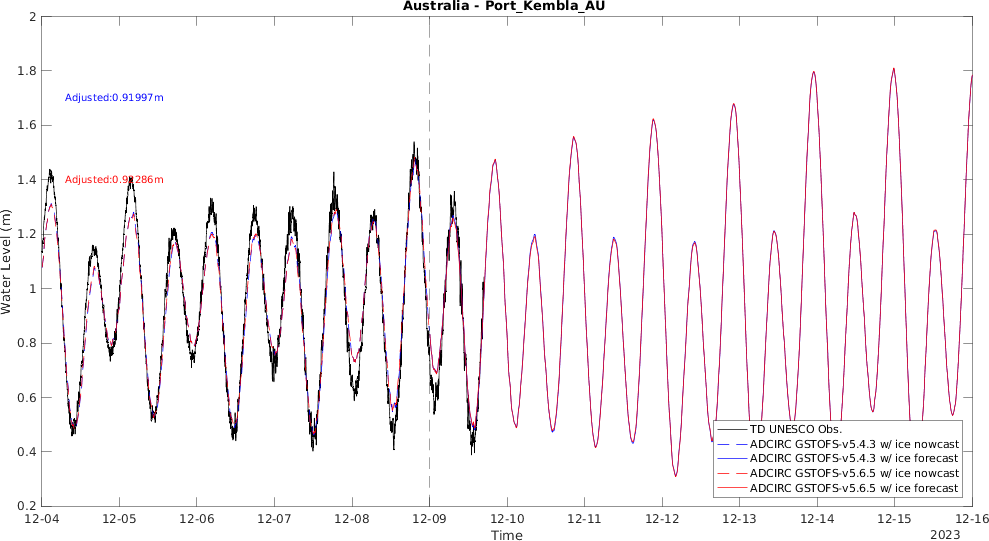 Australia - Port_Kembla_AU
2
1.8
1.6
1.4
1.2
1
0.8
0.6
0.4
0.2
Water Level (m)
Adjusted:0.91997m
TD UNESCO Obs.
ADCIRC GSTOFS-v5.4.3 w/ ice nowcast
ADCIRC GSTOFS-v5.4.3 w/ ice forecast
ADCIRC GSTOFS-v5.6.5 w/ ice nowcast
ADCIRC GSTOFS-v5.6.5 w/ ice forecast
12-04 12-05 12-06 12-07 12-08 12-09 12-10 12-11 12-12 12-13 12-14 12-15 12-16
Time
2023